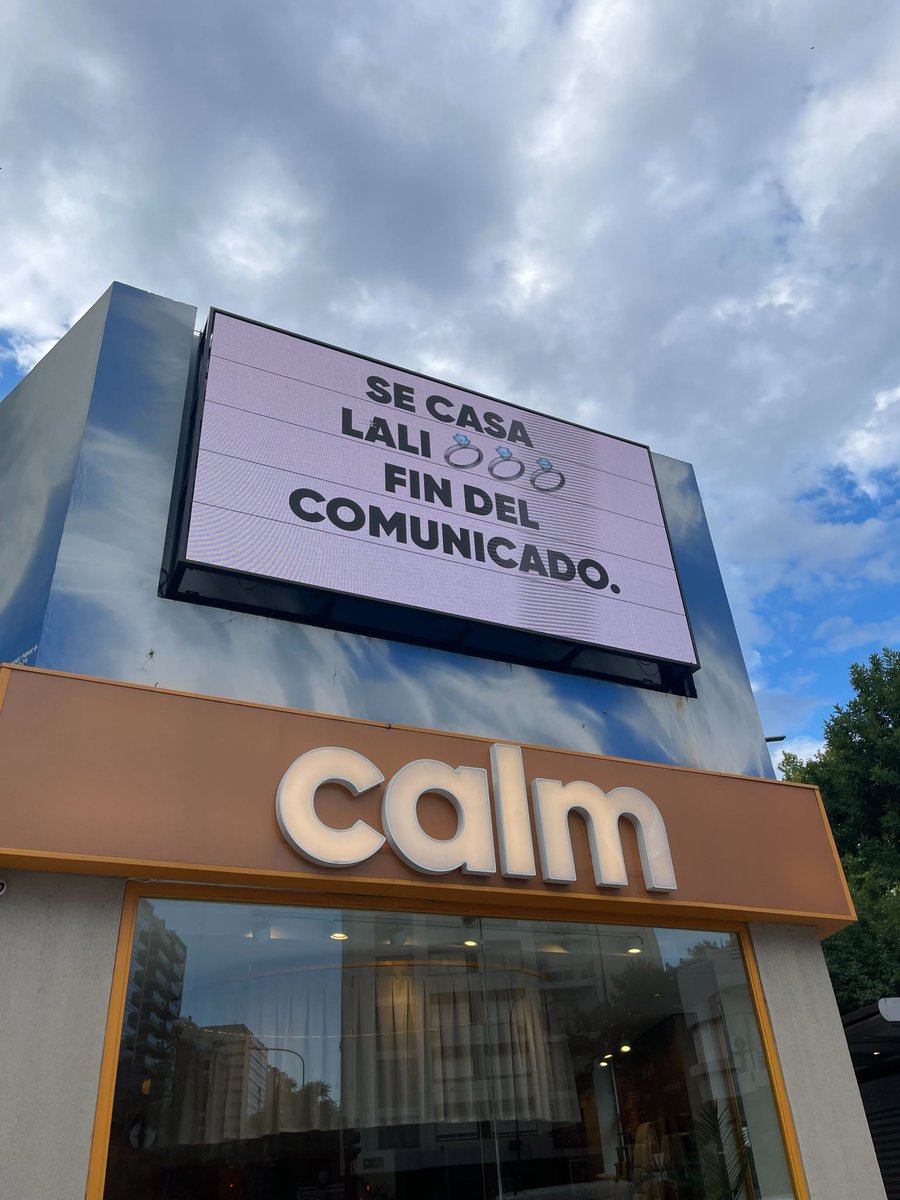 SE CASA
LALI 💍💍💍
FIN DEL
COMUNICADO.
calm